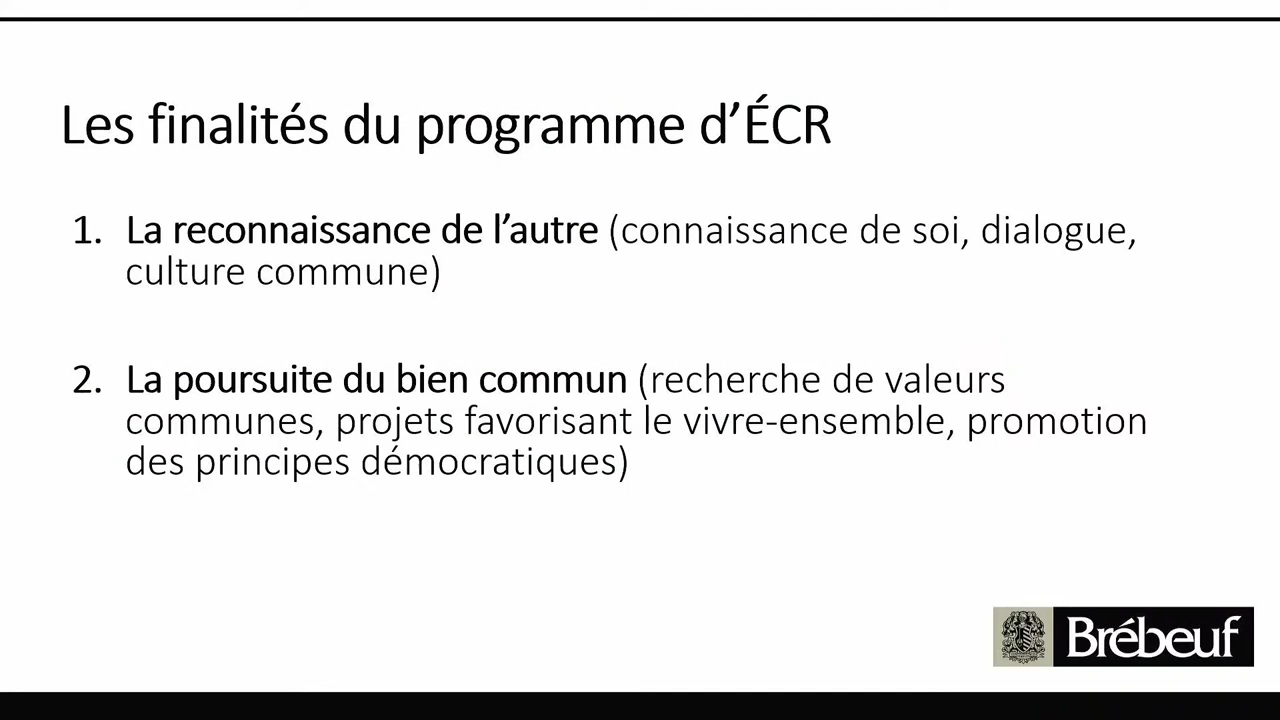 Les finalités du programme d’ÉCR
1. La reconnaissance de l’autre (connaissance de soi, dialogue,
culture commune)
2. La poursuite du bien commun (recherche de valeurs
communes, projets favorisant le vivre-ensemble, promotion
des principes démocratiques)
Brébeuf